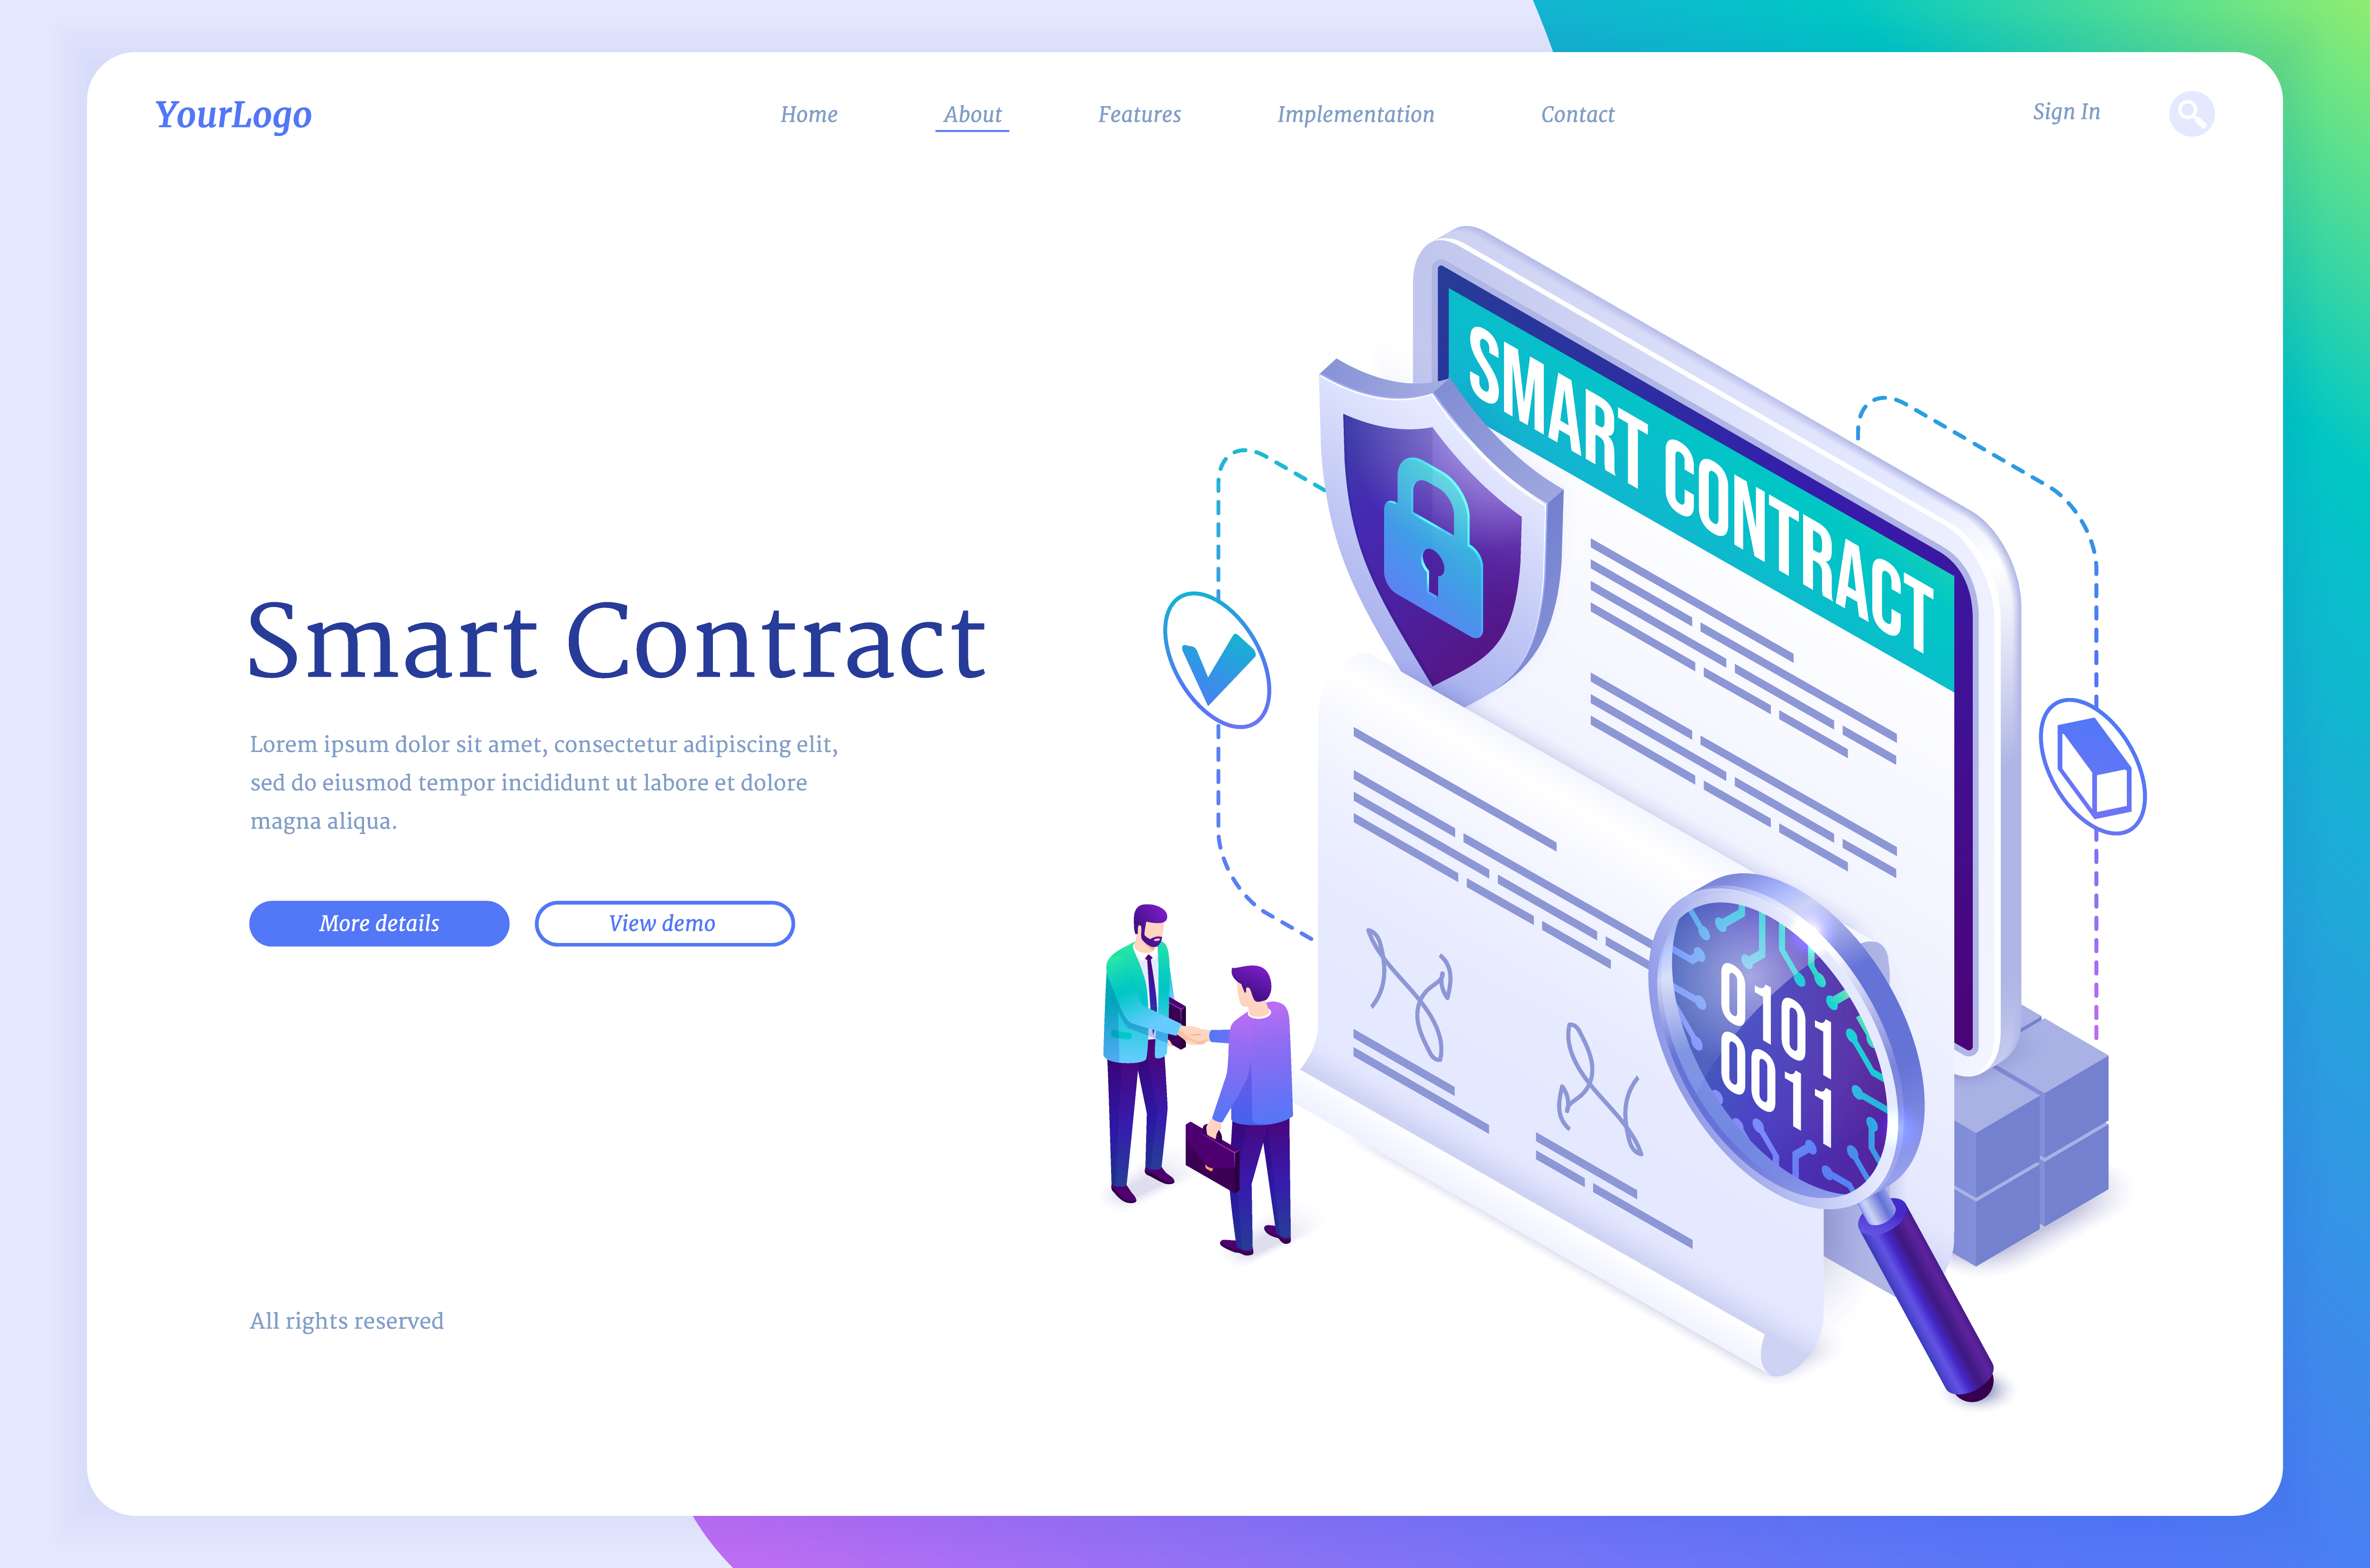 YourLogo
Home
About
Features
Implementation
Contact
Sign In
SMART CONTRACT
Smart Contract
Lorem ipsum dolor sit amet, consectetur adipiscing elit,
sed do eiusmod tempor incididunt ut labore et dolore
magna aliqua.
More details
View demo
0101
0011
All rights reserved